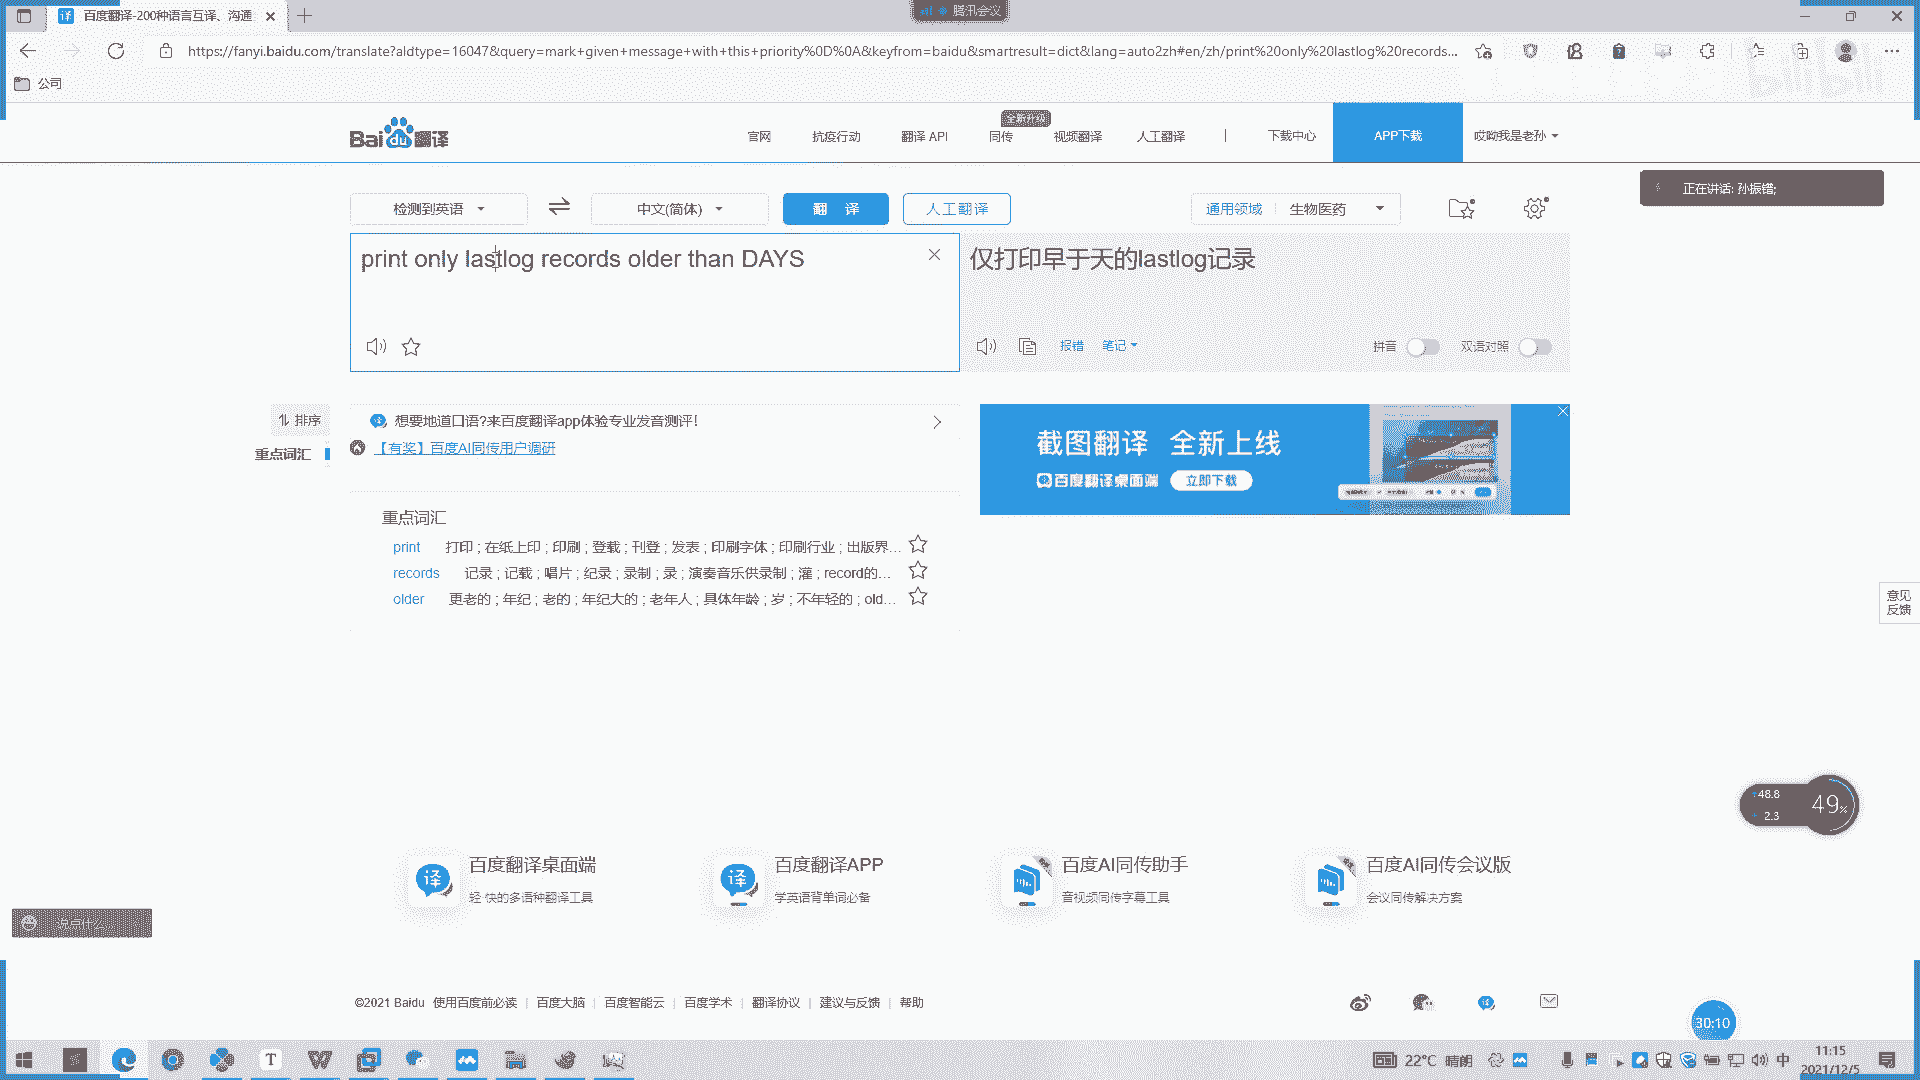 百度翻译-200种语言互译、沟通
腾讯会议
https://fanyi.baidu.com/translate?aldtype=16047&query=mark+given+message+with+this+priority%0D%0A&keyfrom=baidu&smartresult=dict&lang=auto2zh#en/zh/print%20only%20lastlog%20records...
公司
bilibili
Bai du 翻译
官网 抗疫行动 翻译 API 同传 全新升级 视频翻译 人工翻译 | 下载中心 APP下载 哎呦我是老孙
正在讲话: 孙振锴;
检测到英语 中文(简体) 翻 译 人工翻译 通用领域 生物医药
print only lastlog records older than DAYS
仅打印早于天的lastlog记录
报错 笔记 拼音 双语对照
排序
想要地道口语?来百度翻译app体验专业发音测评!
重点词汇
【有奖】百度AI同传用户调研
截图翻译 全新上线
百度翻译桌面端 立即下载
重点词汇
print 打印 ; 在纸上印 ; 印刷 ; 登载 ; 刊登 ; 发表 ; 印刷字体 ; 印刷行业 ; 出版界...
records 记录 ; 记载 ; 唱片 ; 纪录 ; 录制 ; 录 ; 演奏音乐供录制 ; 灌 ; record的...
older 更老的 ; 年纪 ; 老的 ; 年纪大的 ; 老年人 ; 具体年龄 ; 岁 ; 不年轻的 ; old...
意见
反馈
48.8
2.3
49%
百度翻译桌面端 百度翻译APP 百度AI同传助手 百度AI同传会议版
轻·快的多语种翻译工具 学英语背单词必备 音视频同传字幕工具 会议同传解决方案
说点什么...
©2021 Baidu 使用百度前必读 | 百度大脑 | 百度智能云 | 百度学术 | 翻译协议 | 建议与反馈 | 帮助
30:10
22°C 晴朗 中 11:15
2021/12/5